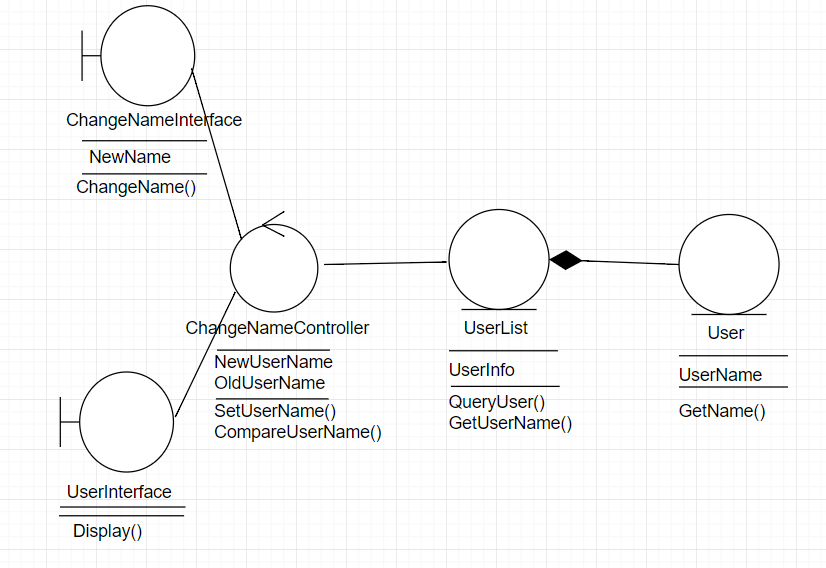 ChangeNameInterface
NewName
ChangeName()
ChangeNameController
NewUserName
OldUserName
SetUserName()
CompareUserName()
UserList
UserInfo
QueryUser()
GetUserName()
User
UserName
GetName()
UserInterface
Display()